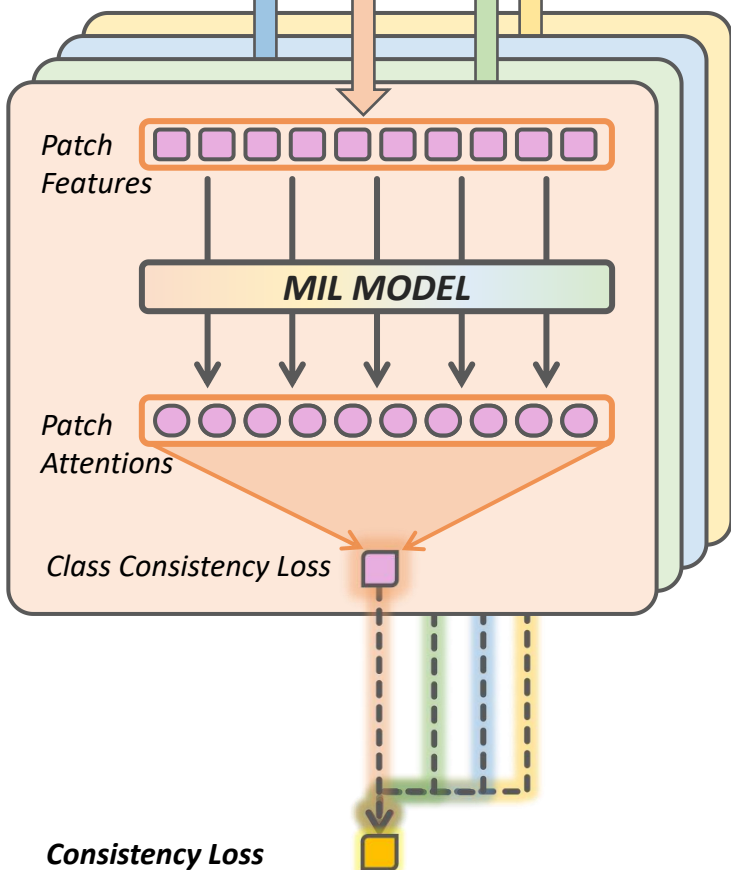 Patch
Features
MIL MODEL
Patch
Attentions
Class Consistency Loss
Consistency Loss